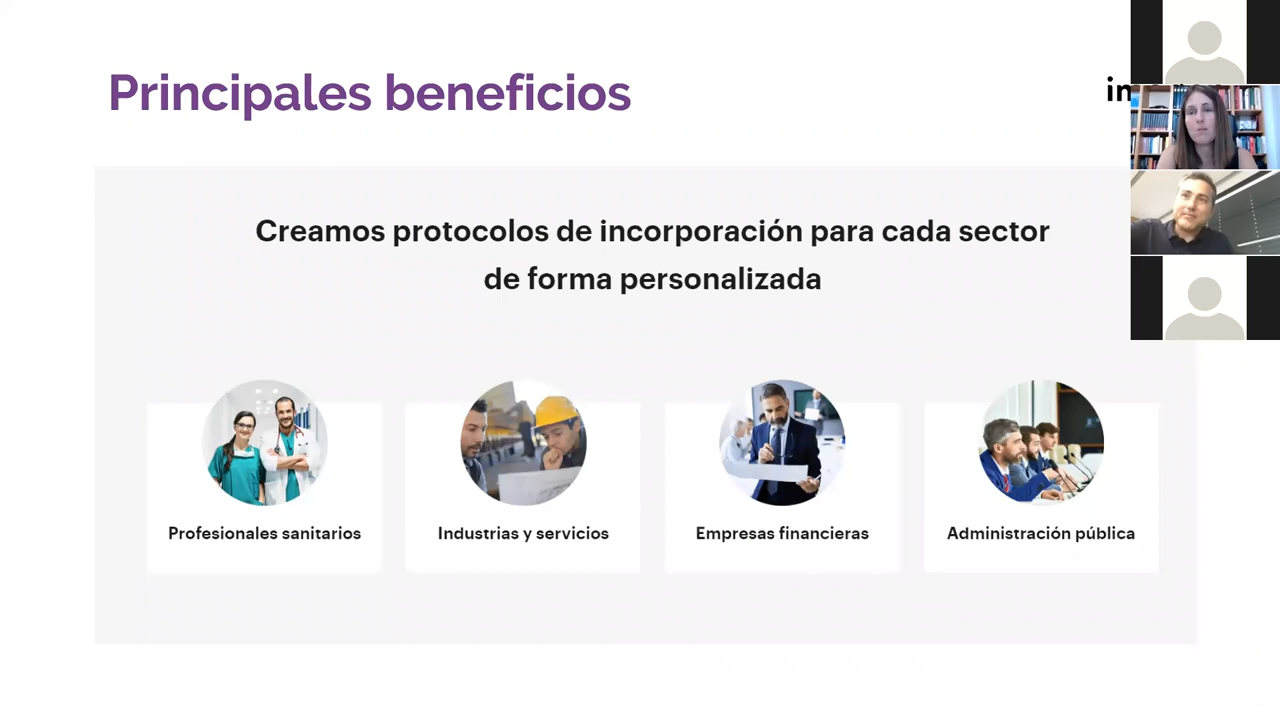 Principales beneficios
Creamos protocolos de incorporación para cada sector
de forma personalizada
Profesionales sanitarios
Industrias y servicios
Empresas financieras
Administración pública